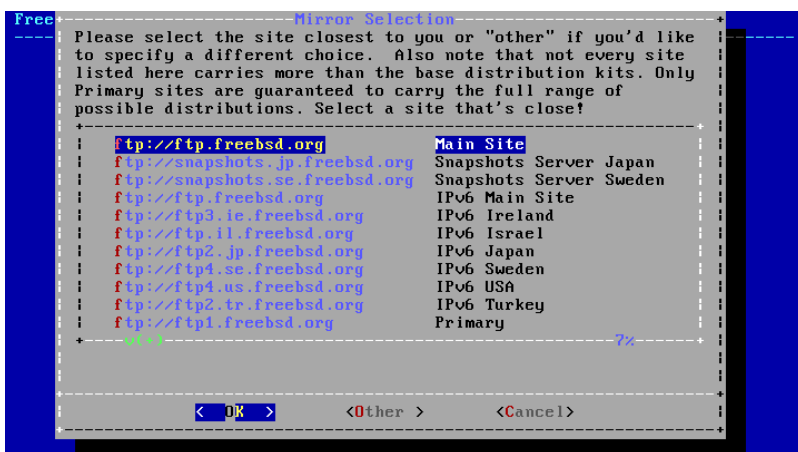 Free
Mirror Selection
Please select the site closest to you or "other" if you'd like
to specify a different choice.  Also note that not every site
listed here carries more than the base distribution kits. Only
Primary sites are guaranteed to carry the full range of
possible distributions. Select a site that's close!
ftp://ftp.freebsd.org Main Site
ftp://snapshots.jp.freebsd.org Snapshots Server Japan
ftp://snapshots.se.freebsd.org Snapshots Server Sweden
ftp://ftp.freebsd.org IPv6 Main Site
ftp://ftp3.ie.freebsd.org IPv6 Ireland
ftp://ftp.il.freebsd.org IPv6 Israel
ftp://ftp2.jp.freebsd.org IPv6 Japan
ftp://ftp4.se.freebsd.org IPv6 Sweden
ftp://ftp4.us.freebsd.org IPv6 USA
ftp://ftp2.tr.freebsd.org IPv6 Turkey
ftp://ftp1.freebsd.org Primary
v(+) 7%
<  OK  > <Other > <Cancel>